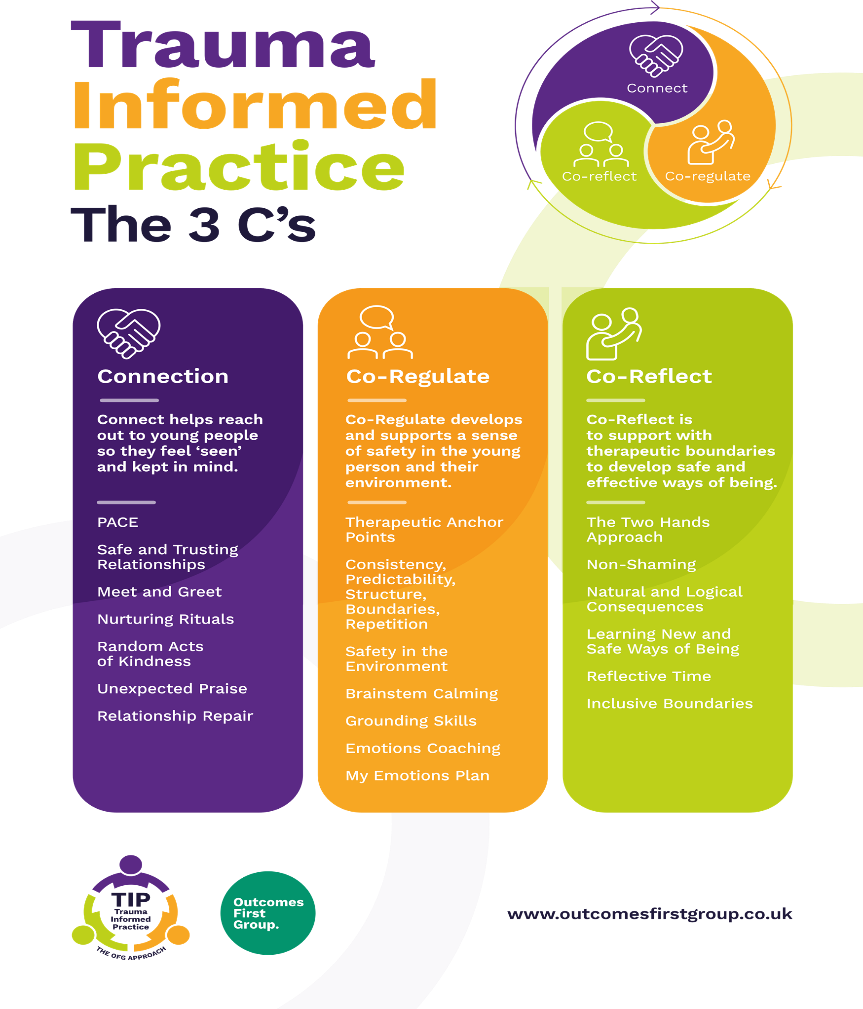 Trauma
Informed
Practice
The 3 C's
Connect
Co-reflect
Co-regulate
Connection
Connect helps reach
out to young people
so they feel ‘seen’
and kept in mind.
PACE
Safe and Trusting
Relationships
Meet and Greet
Nurturing Rituals
Random Acts
of Kindness
Unexpected Praise
Relationship Repair
Co-Regulate
Co-Regulate develops
and supports a sense
of safety in the young
person and their
environment.
Therapeutic Anchor
Points
Consistency,
Predictability,
Structure,
Boundaries,
Repetition
Safety in the
Environment
Brainstem Calming
Grounding Skills
Emotions Coaching
My Emotions Plan
Co-Reflect
Co-Reflect is
to support with
therapeutic boundaries
to develop safe and
effective ways of being.
The Two Hands
Approach
Non-Shaming
Natural and Logical
Consequences
Learning New and
Safe Ways of Being
Reflective Time
Inclusive Boundaries
TIP
Trauma
Informed
Practice
THE OFG APPROACH
Outcomes
First
Group.
www.outcomesfirstgroup.co.uk